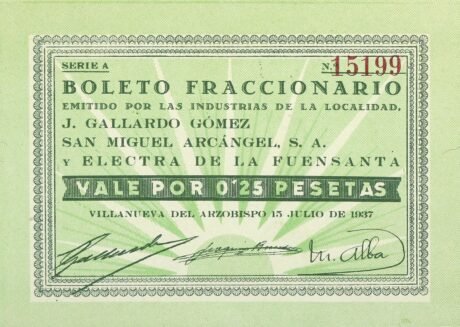 SERIE A N. 15199
BOLETO FRACCIONARIO
EMITIDO POR LAS INDUSTRIAS DE LA LOCALIDAD,
J. GALLARDO GÓMEZ
SAN MIGUEL ARCÁNGEL, S. A.
Y ELECTRA DE LA FUENSANTA
VALE POR 0'25 PESETAS
VILLANUEVA DEL ARZOBISPO 15 JULIO DE 1937
Gallardo M. Alba